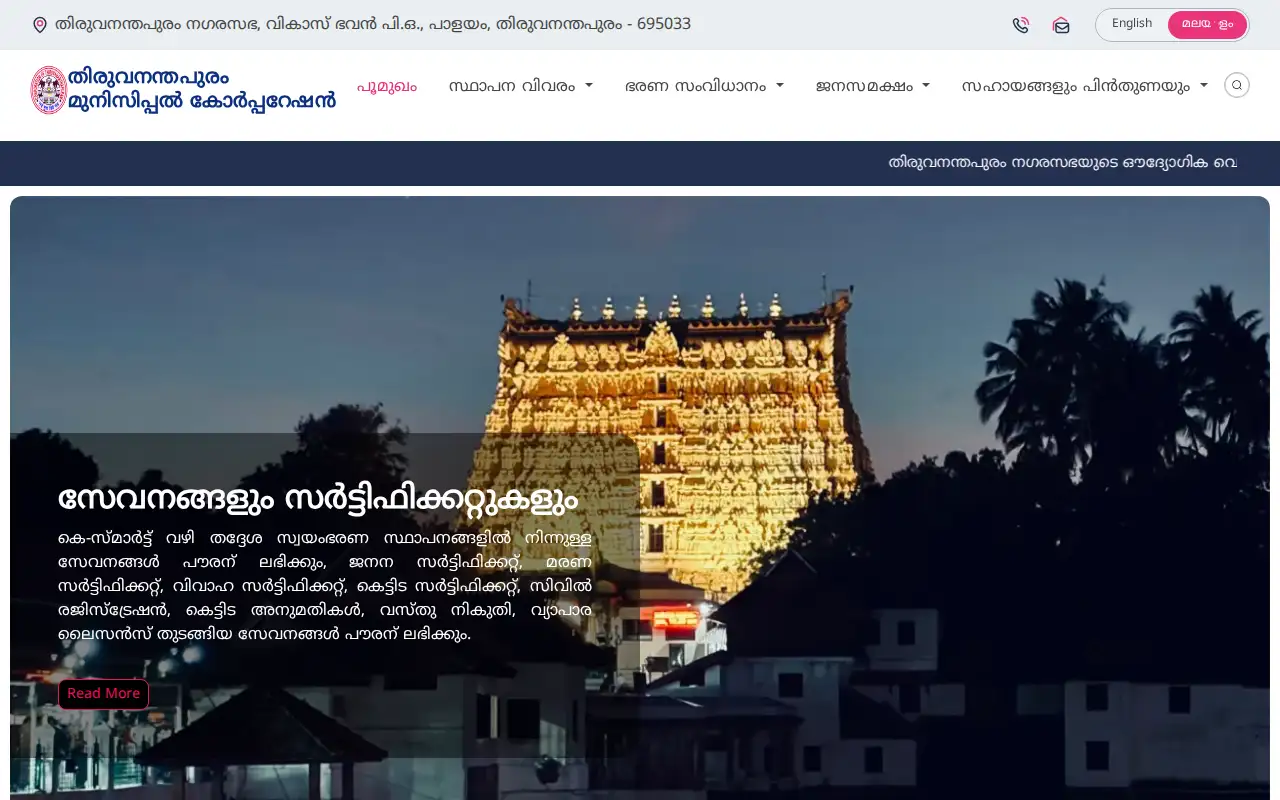 തിരുവനന്തപുരം നഗരസഭ, വികാസ് ഭവൻ പി.ഒ., പാളയം, തിരുവനന്തപുരം - 695033
English
തിരുവനന്തപുരം
മുനിസിപ്പൽ കോർപ്പറേഷൻ
പൂമുഖം
സ്ഥാപന വിവരം
ഭരണ സംവിധാനം
ജനസമക്ഷം
സഹായങ്ങളും പിൻതുണയും
തിരുവനന്തപുരം നഗരസഭയുടെ ഔദ്യോഗിക
സേവനങ്ങളും സർട്ടിഫിക്കറ്റുകളും
കെ-സ്മാർട്ട് വഴി തദ്ദേശ സ്വയംഭരണ സ്ഥാപനങ്ങളിൽ നിന്നുള്ള
സേവനങ്ങൾ പൗരന് ലഭിക്കും, ജനന സർട്ടിഫിക്കറ്റ്, മരണ
സർട്ടിഫിക്കറ്റ്, വിവാഹ സർട്ടിഫിക്കറ്റ്, കെട്ടിട സർട്ടിഫിക്കറ്റ്, സിവിൽ
രജിസ്ട്രേഷൻ, കെട്ടിട അനുമതികൾ, വസ്തു നികുതി, വ്യാപാര
ലൈസൻസ് തുടങ്ങിയ സേവനങ്ങൾ പൗരന് ലഭിക്കും.
Read More